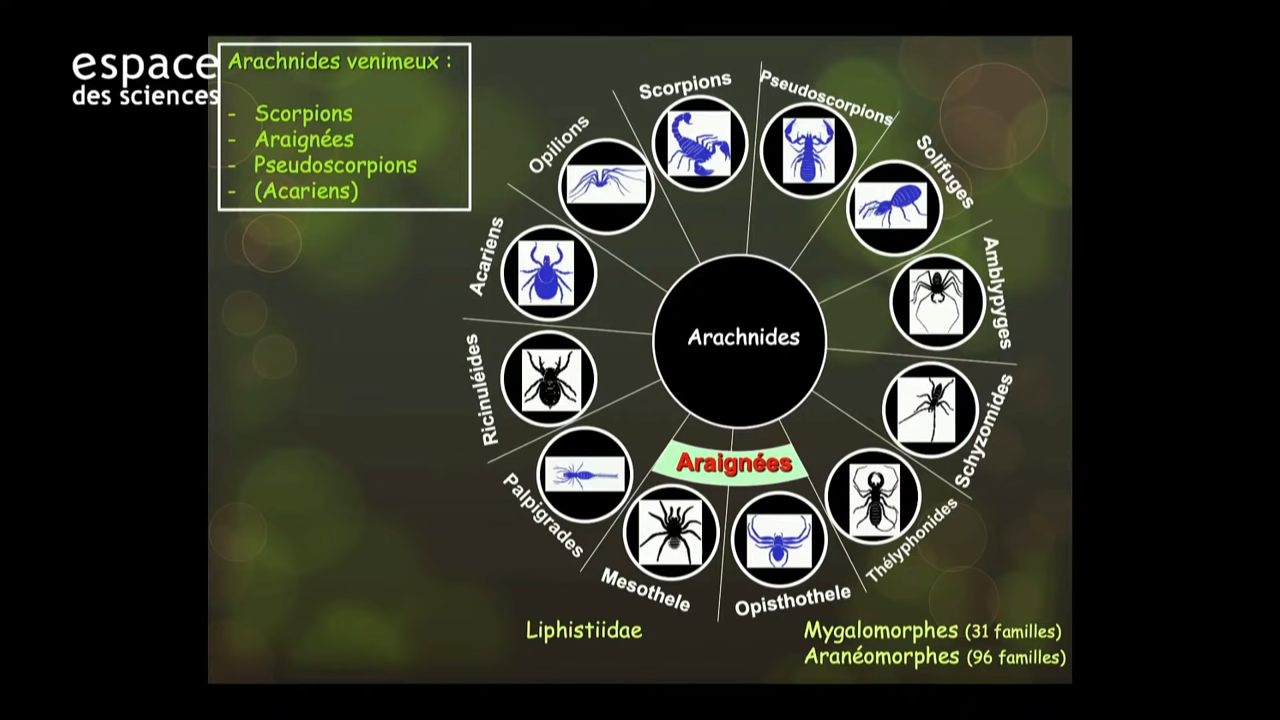 espace
des sciences
Arachnides venimeux :
- Scorpions
- Araignées
- Pseudoscorpions
- (Acariens)
Scorpions
Pseudoscorpions
Solifuges
Amblypyges
Schyzomides
Thélyphonides
Opisthothele
Mesothele
Palpigrades
Ricinuléides
Acariens
Opilions
Arachnides
Araignées
Liphistiidae
Mygalomorphes (31 familles)
Aranéomorphes (96 familles)